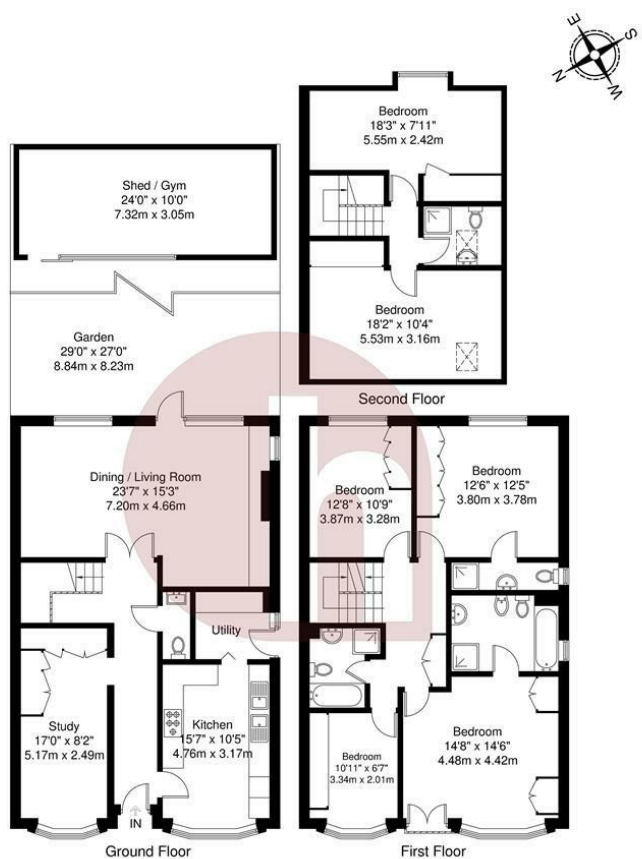 E
S
N
W
Bedroom
18'3" x 7'11"
5.55m x 2.42m
Bedroom
18'2" x 10'4"
5.53m x 3.16m
Second Floor
Shed / Gym
24'0" x 10'0"
7.32m x 3.05m
Garden
29'0" x 27'0"
8.84m x 8.23m
Dining / Living Room
23'7" x 15'3"
7.20m x 4.66m
Utility
Study
17'0" x 8'2"
5.17m x 2.49m
Kitchen
15'7" x 10'5"
4.76m x 3.17m
IN
Ground Floor
Bedroom
12'8" x 10'9"
3.87m x 3.28m
Bedroom
12'6" x 12'5"
3.80m x 3.78m
Bedroom
10'11" x 6'7"
3.34m x 2.01m
Bedroom
14'8" x 14'6"
4.48m x 4.42m
First Floor